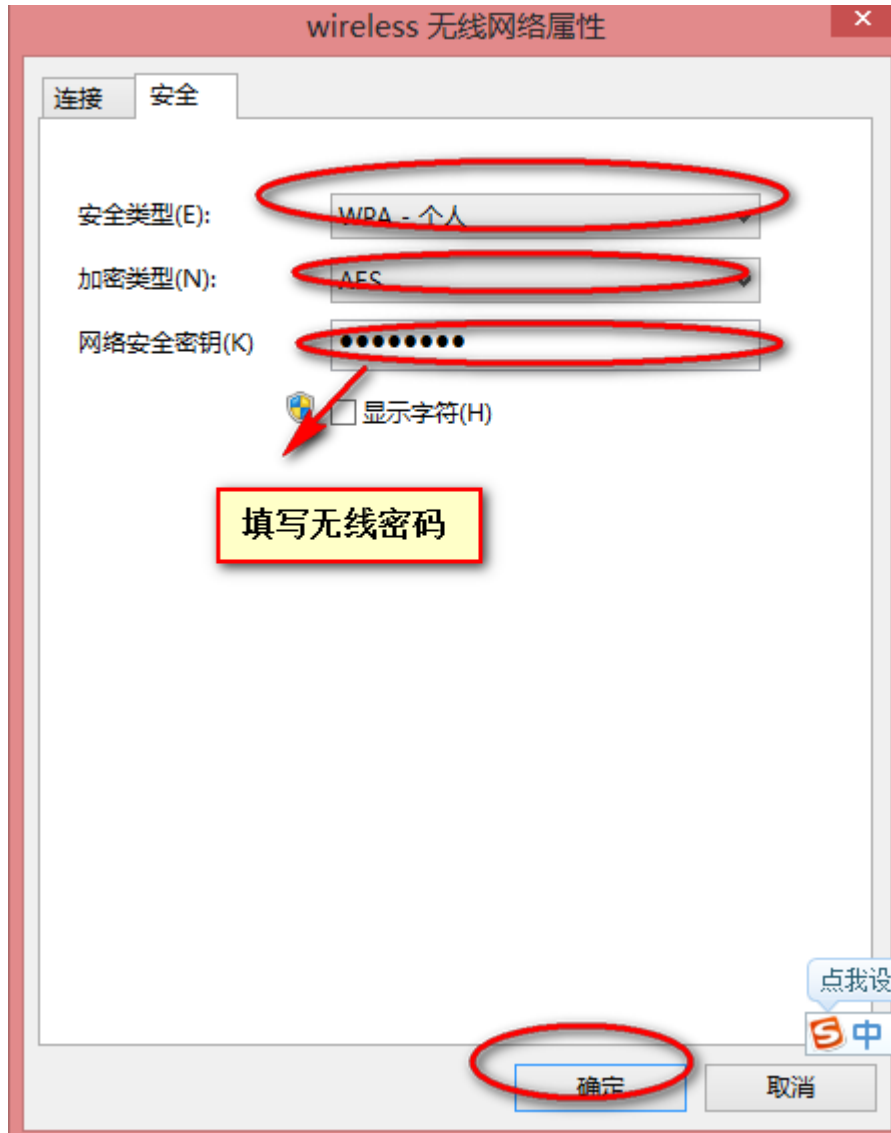 wireless 无线网络属性
连接 安全
安全类型(E): WPA - 个人
加密类型(N): AES
网络安全密钥(K) ●●●●●●●●
显示字符(H)
填写无线密码
点我设
中
确定 取消